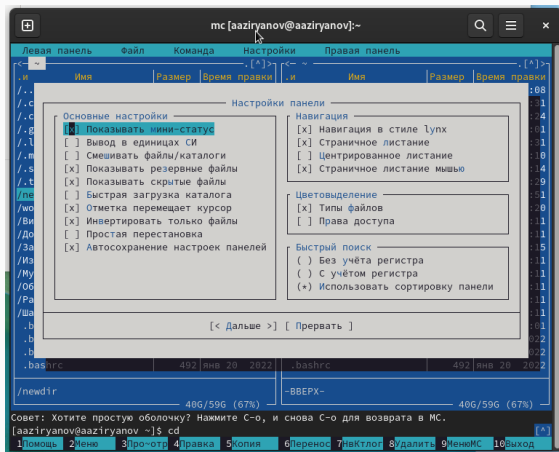 mc [aaziryanov@aaziryanov]:~
Левая панель Файл Команда Настройки Правая панель
<- ~ .[^]> <- ~ .[^]>
.и Имя Размер Время правки .и Имя Размер Время правки
/.. :08
Настройки панели
Основные настройки
[x] Показывать мини-статус
[ ] Вывод в единицах СИ
[ ] Смешивать файлы/каталоги
[x] Показывать резервные файлы
[x] Показывать скрытые файлы
[ ] Быстрая загрузка каталога
[x] Отметка перемещает курсор
[x] Инвертировать только файлы
[ ] Простая перестановка
[x] Автосохранение настроек панелей
Навигация
[x] Навигация в стиле lynx
[x] Страничное листание
[ ] Центрированное листание
[x] Страничное листание мышью
Цветовыделение
[x] Типы файлов
[ ] Права доступа
Быстрый поиск
( ) Без учёта регистра
( ) С учётом регистра
(*) Использовать сортировку панели
[< Дальше >] [ Прервать ]
.bashrc 492 янв 20 2022 .bashrc 492 янв 20 2022
/newdir -ВВЕРХ-
40G/59G (67%) 40G/59G (67%)
Совет: Хотите простую оболочку? Нажмите C-o, и снова C-o для возврата в MC.
[aaziryanov@aaziryanov ~]$ cd [^]
1Помощь 2Меню 3Про~отр 4Правка 5Копия 6Перенос 7НвКтлог 8Удалить 9МенюMC 10Выход